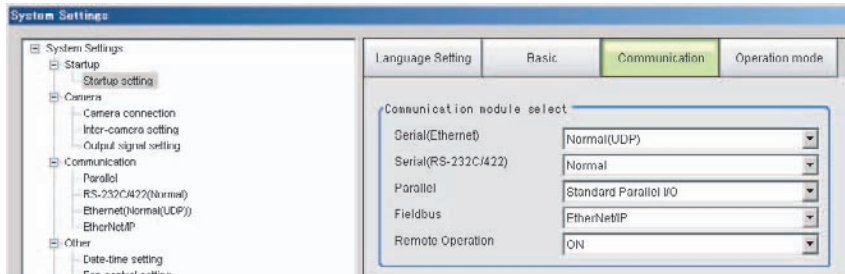 System Settings
System Settings
Startup
Startup setting
Camera
Camera connection
Inter-camera setting
Output signal setting
Communication
Parallel
RS-232C/422(Normal)
Ethernet(Normal(UDP))
EtherNet/IP
Other
Date-time setting
Fan control setting
Language Setting
Basic
Communication
Operation mode
Communication module select
Serial(Ethernet) Normal(UDP)
Serial(RS-232C/422) Normal
Parallel Standard Parallel I/O
Fieldbus EtherNet/IP
Remote Operation ON